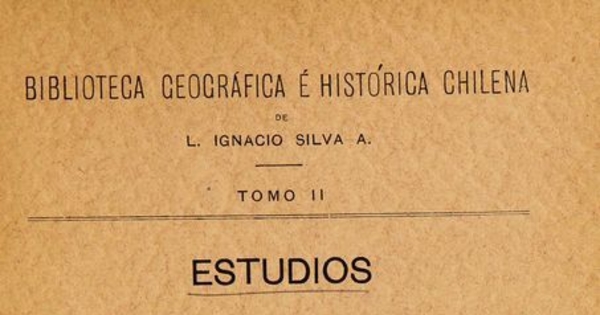 BIBLIOTECA GEOGRÁFICA É HISTÓRICA CHILENA
DE
L. IGNACIO SILVA A.
TOMO II
ESTUDIOS